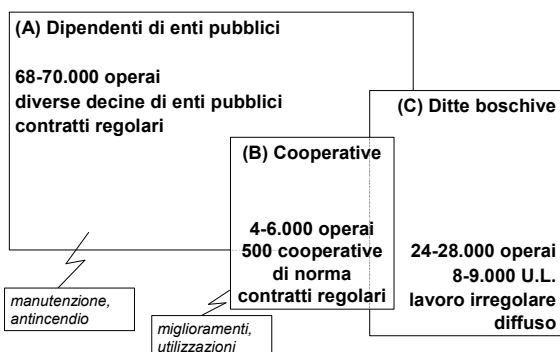 (A) Dipendenti di enti pubblici
68-70.000 operai
diverse decine di enti pubblici
contratti regolari
(B) Cooperative
4-6.000 operai
500 cooperative
di norma
contratti regolari
(C) Ditte boschive
24-28.000 operai
8-9.000 U.L.
lavoro irregolare
diffuso
manutenzione,
antincendio
miglioramenti,
utilizzazioni